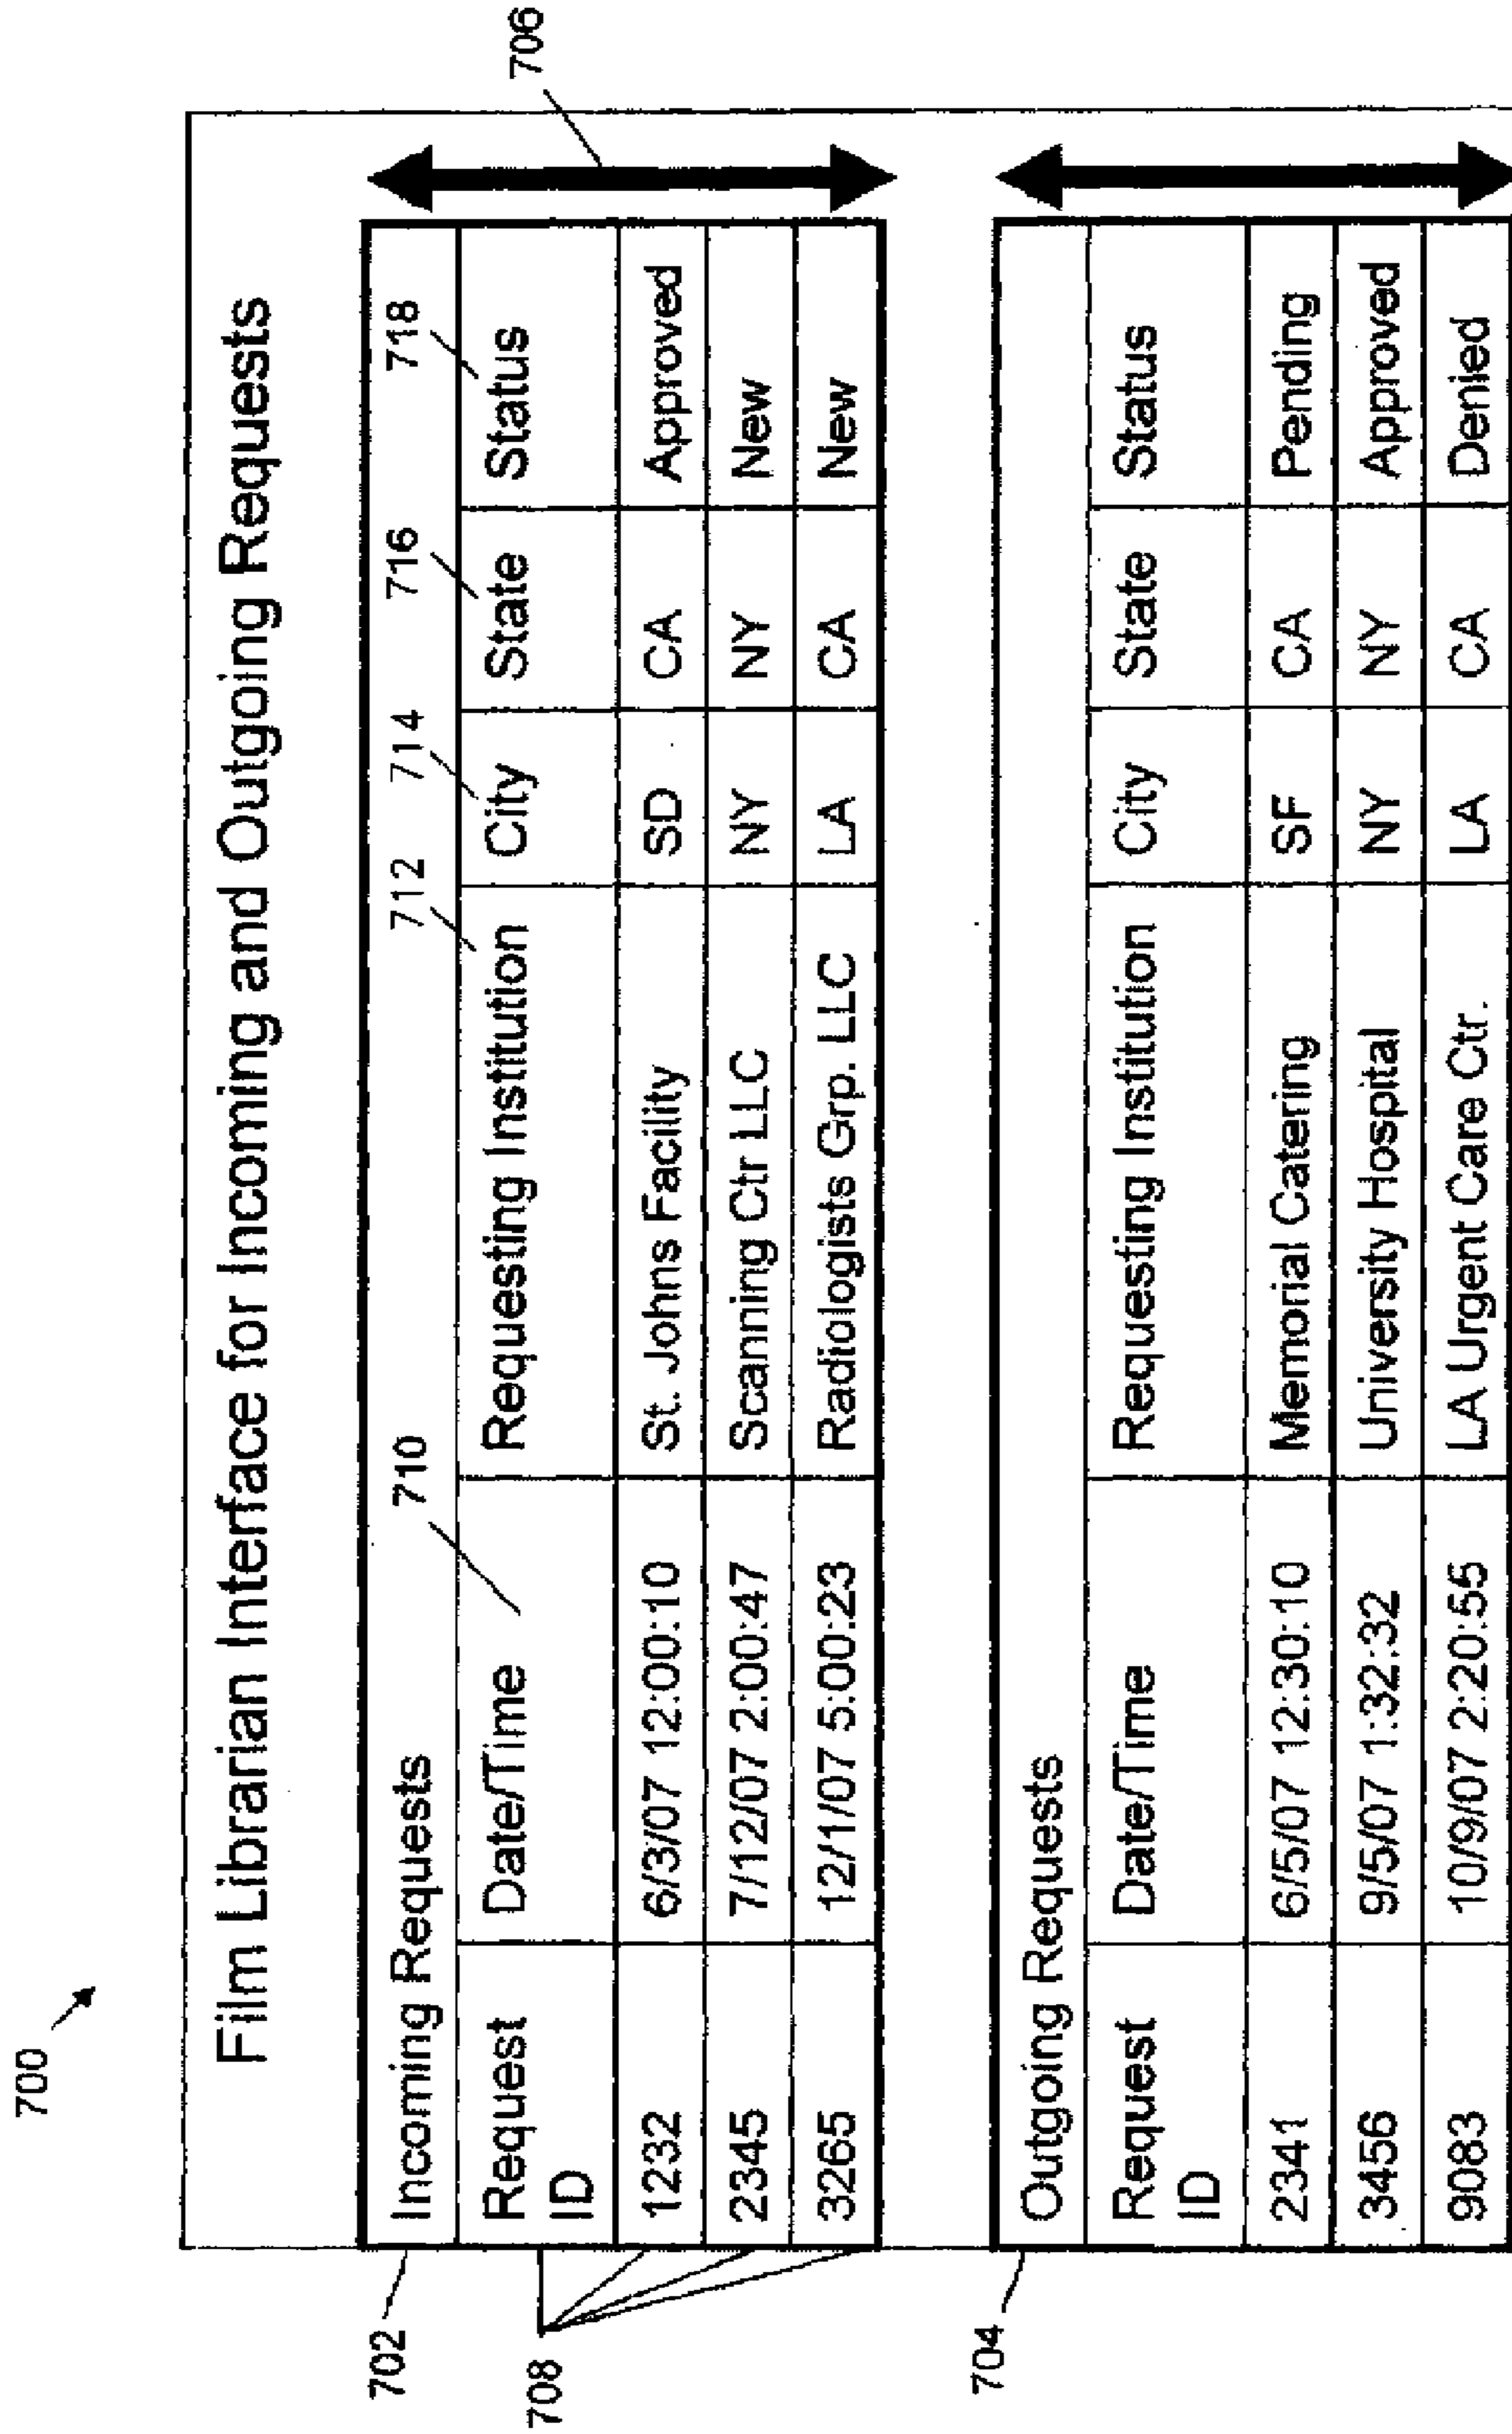 700
Film Librarian Interface for Incoming and Outgoing Requests
702
Incoming Requests 710 712 714 716 718
706
708
Request ID Date/Time Requesting Institution City State Status
1232 6/3/07 12:00:10 St. Johns Facility SD CA Approved
2345 7/12/07 2:00:47 Scanning Ctr LLC NY NY New
3265 12/1/07 5:00:23 Radiologists Grp. LLC LA CA New
704
Outgoing Requests
Request ID Date/Time Requesting Institution City State Status
2341 6/5/07 12:30:10 Memorial Catering SF CA Pending
3456 9/5/07 1:32:32 University Hospital NY NY Approved
9083 10/9/07 2:20:55 LA Urgent Care Ctr. LA CA Denied